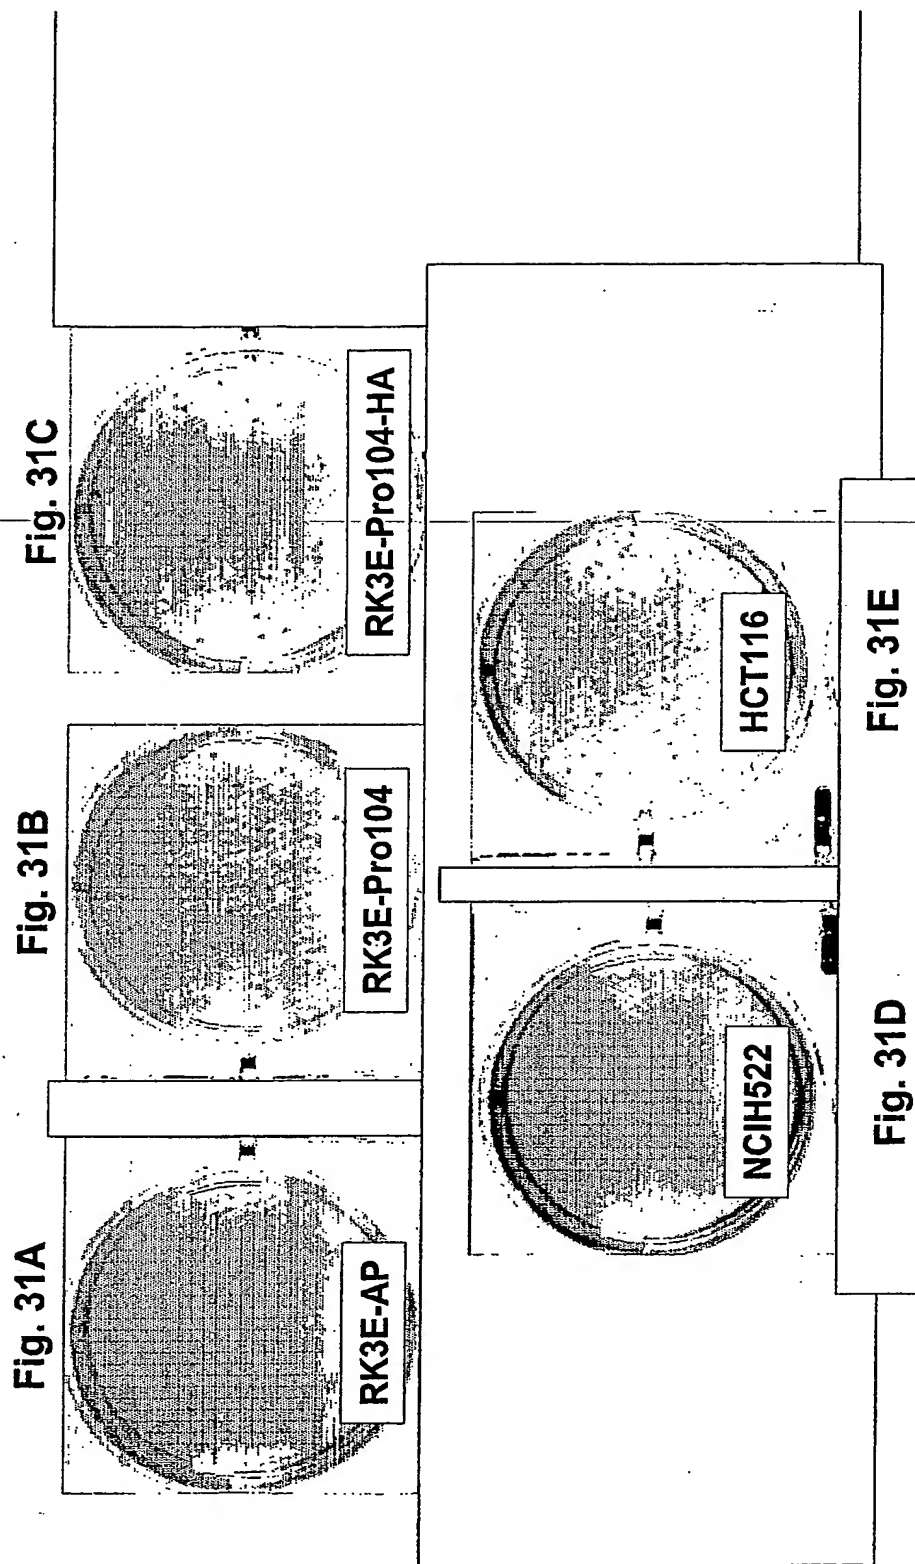 Fig. 31A
Fig. 31B
Fig. 31C
RK3E-AP
RK3E-Pro104
RK3E-Pro104-HA
NCIH522
HCT116
Fig. 31D
Fig. 31E